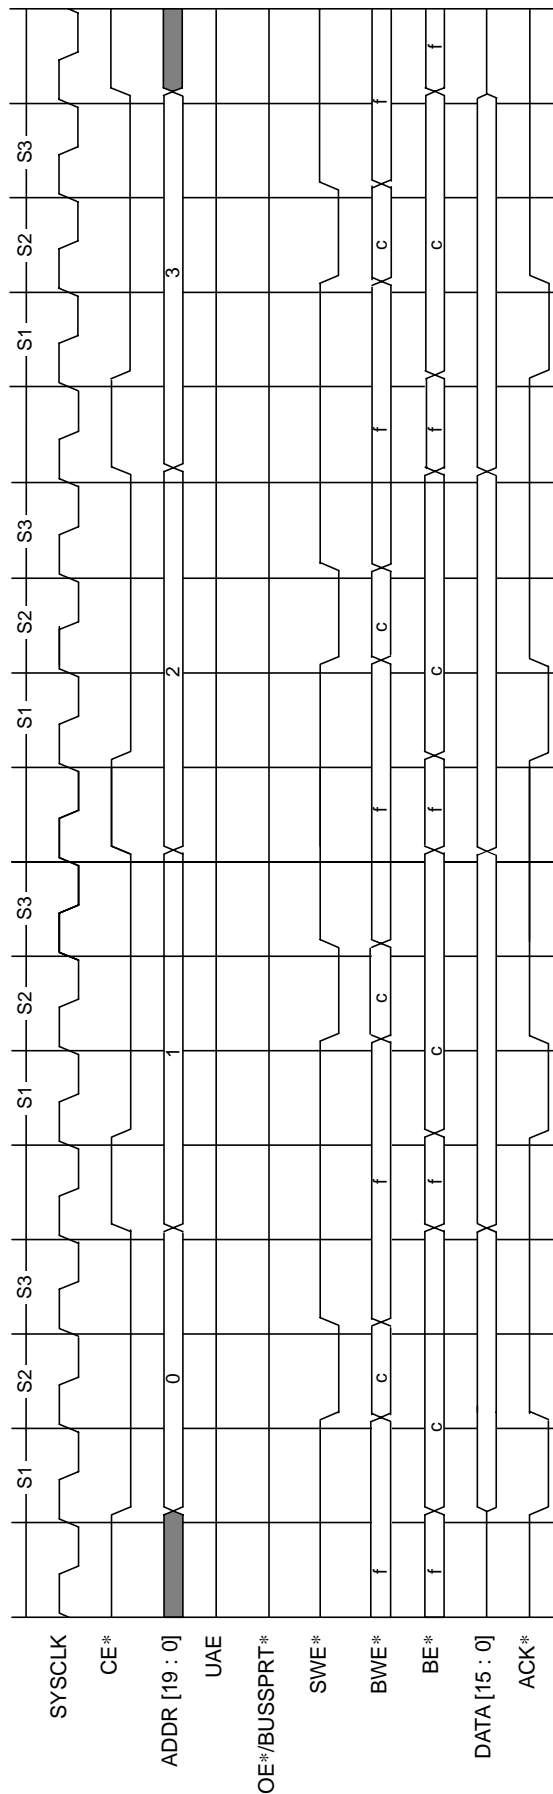 S1 S2 S3 S1 S2 S3 S1 S2 S3 S1 S2 S3
SYSCLK
CE*
ADDR [19 : 0] 0 1 2 3
UAE
OE*/BUSSPRT*
SWE*
BWE* f c f c f c f c f
BE* f c f c f c f c f
DATA [15 : 0]
ACK*